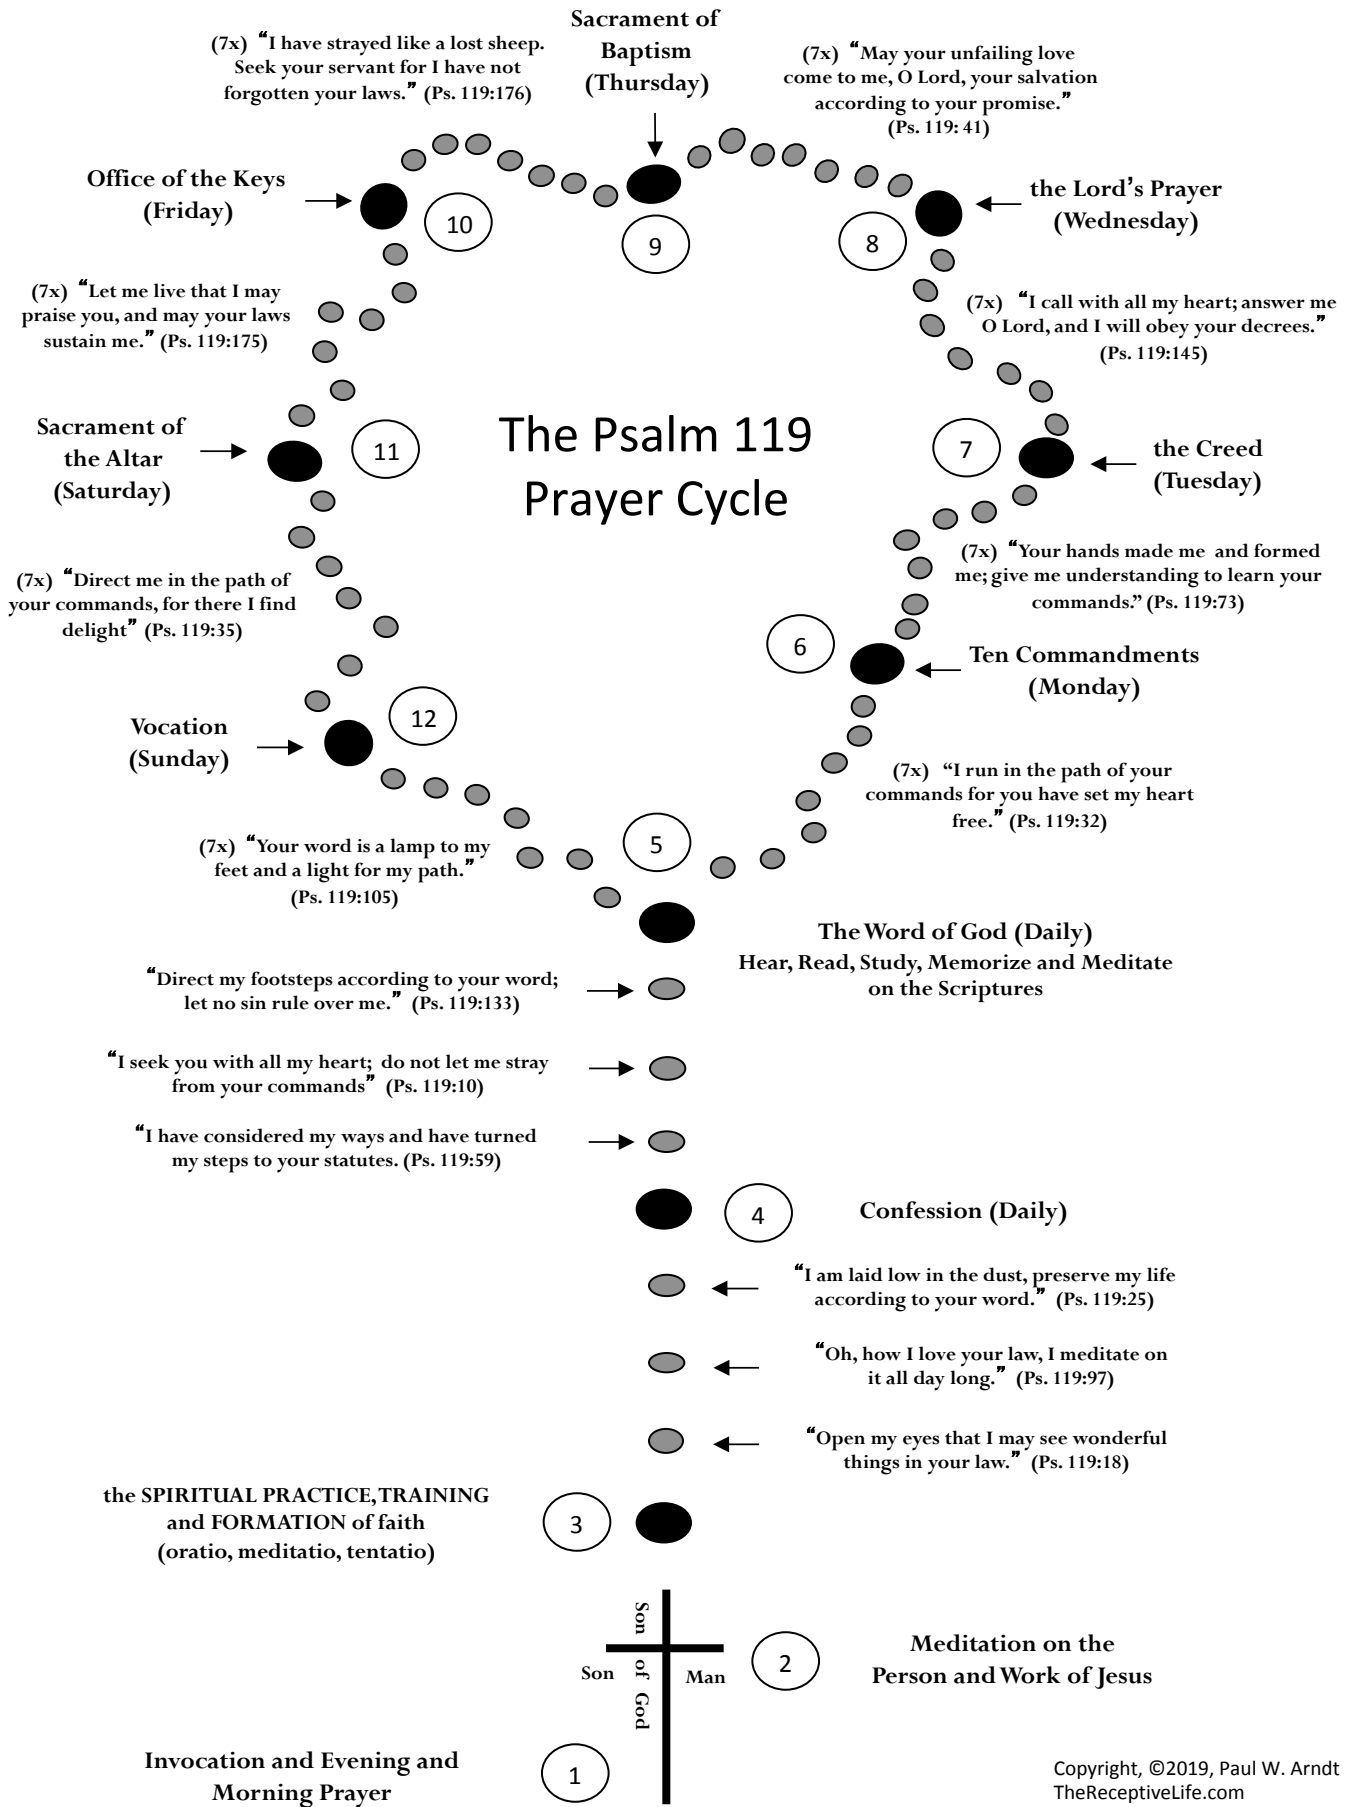 Sacrament of
Baptism
(Thursday)
(7x) “I have strayed like a lost sheep.
Seek your servant for I have not
forgotten your laws.” (Ps. 119:176)
(7x) “May your unfailing love
come to me, O Lord, your salvation
according to your promise.”
(Ps. 119: 41)
Office of the Keys
(Friday)
10
9
8
the Lord’s Prayer
(Wednesday)
(7x) “Let me live that I may
praise you, and may your laws
sustain me.” (Ps. 119:175)
(7x) “I call with all my heart; answer me
O Lord, and I will obey your decrees.”
(Ps. 119:145)
Sacrament of
the Altar
(Saturday)
11
The Psalm 119
Prayer Cycle
7
the Creed
(Tuesday)
(7x) “Direct me in the path of
your commands, for there I find
delight” (Ps. 119:35)
(7x) “Your hands made me and formed
me; give me understanding to learn your
commands.” (Ps. 119:73)
6
Ten Commandments
(Monday)
Vocation
(Sunday)
12
(7x) “I run in the path of your
commands for you have set my heart
free.” (Ps. 119:32)
(7x) “Your word is a lamp to my
feet and a light for my path.”
(Ps. 119:105)
5
The Word of God (Daily)
Hear, Read, Study, Memorize and Meditate
on the Scriptures
“Direct my footsteps according to your word;
let no sin rule over me.” (Ps. 119:133)
“I seek you with all my heart; do not let me stray
from your commands” (Ps. 119:10)
“I have considered my ways and have turned
my steps to your statutes. (Ps. 119:59)
4
Confession (Daily)
“I am laid low in the dust, preserve my life
according to your word.” (Ps. 119:25)
“Oh, how I love your law, I meditate on
it all day long.” (Ps. 119:97)
“Open my eyes that I may see wonderful
things in your law.” (Ps. 119:18)
the SPIRITUAL PRACTICE, TRAINING
and FORMATION of faith
(oratio, meditatio, tentatio)
3
Son of God
Son
Man
2
Meditation on the
Person and Work of Jesus
Invocation and Evening and
Morning Prayer
1
Copyright, ©2019, Paul W. Arndt
TheReceptiveLife.com